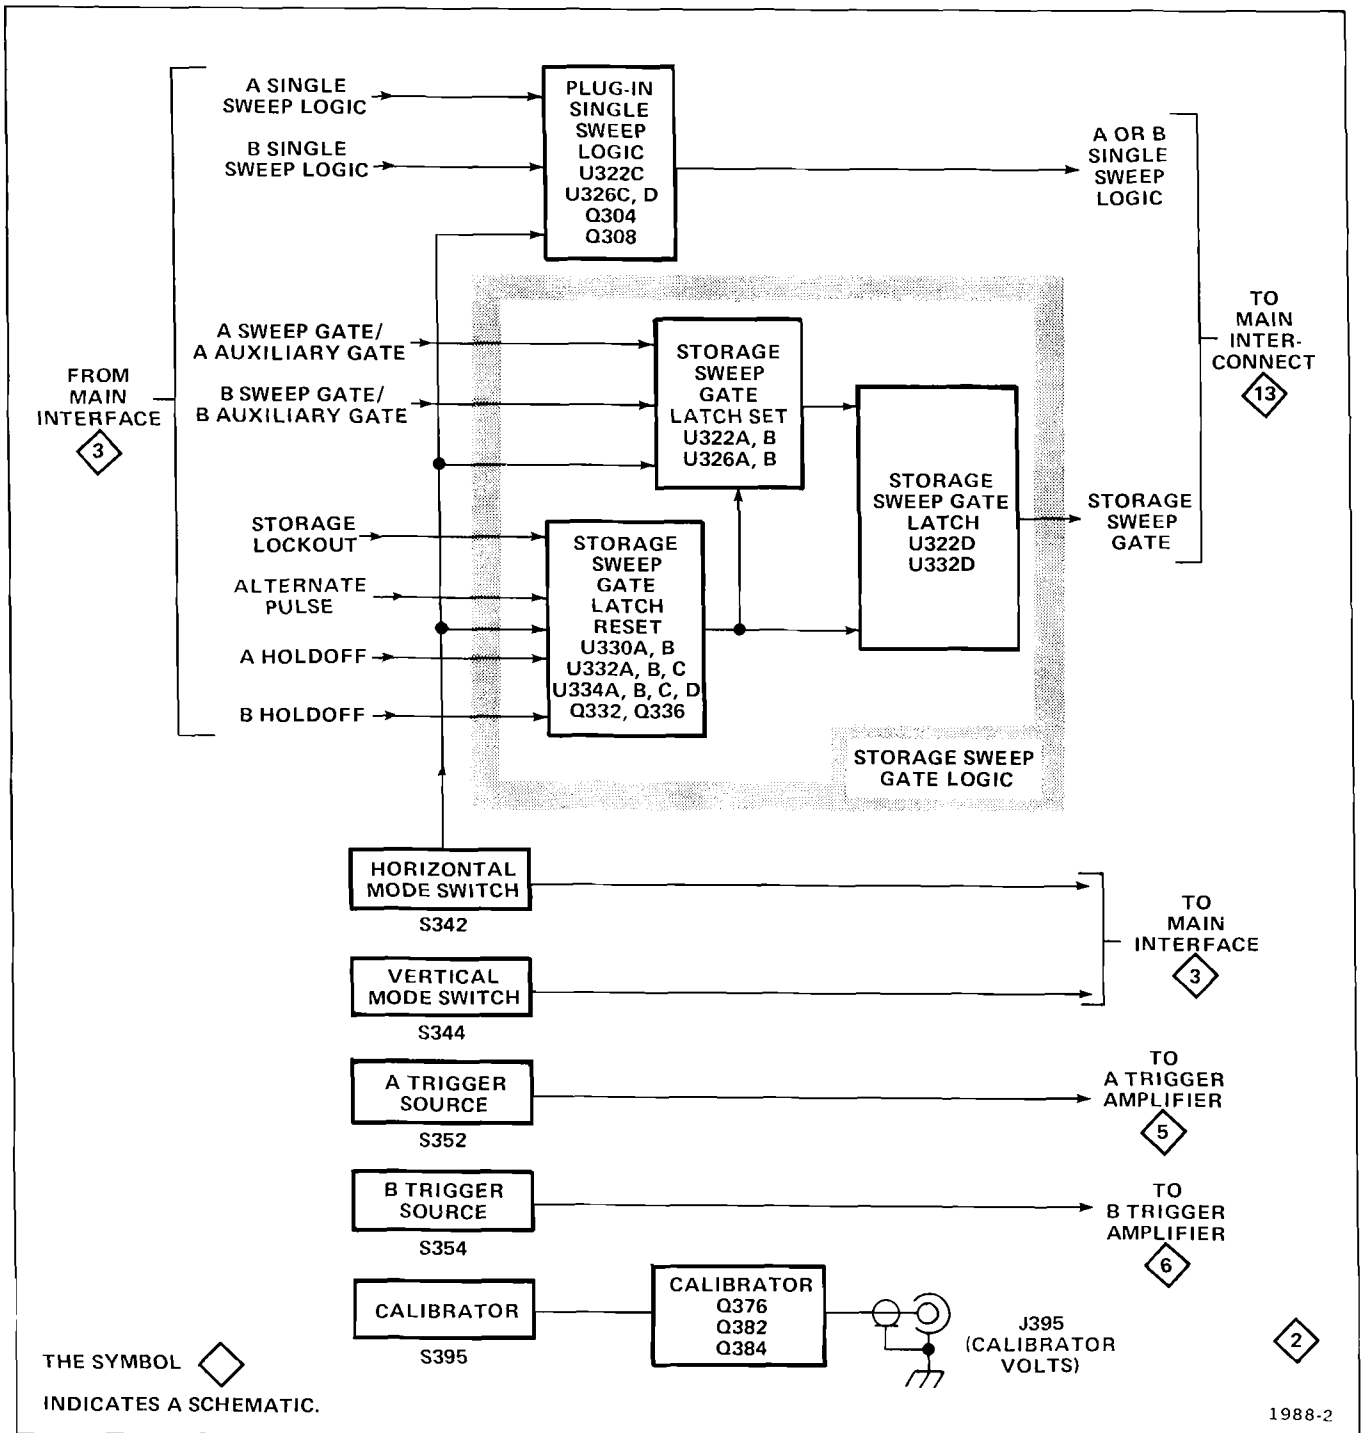 A SINGLE
SWEEP LOGIC
B SINGLE
SWEEP LOGIC
PLUG-IN
SINGLE
SWEEP
LOGIC
U322C
U326C, D
Q304
Q308
A OR B
SINGLE
SWEEP
LOGIC
FROM
MAIN
INTERFACE
3
A SWEEP GATE/
A AUXILIARY GATE
B SWEEP GATE/
B AUXILIARY GATE
STORAGE
SWEEP
GATE
LATCH SET
U322A, B
U326A, B
TO
MAIN
INTER-
CONNECT
13
STORAGE
LOCKOUT
ALTERNATE
PULSE
A HOLDOFF
B HOLDOFF
STORAGE
SWEEP
GATE
LATCH
RESET
U330A, B
U332A, B, C
U334A, B, C, D
Q332, Q336
STORAGE
SWEEP GATE
LATCH
U322D
U332D
STORAGE
SWEEP
GATE
STORAGE SWEEP
GATE LOGIC
HORIZONTAL
MODE SWITCH
S342
VERTICAL
MODE SWITCH
S344
TO
MAIN
INTERFACE
3
A TRIGGER
SOURCE
S352
TO
A TRIGGER
AMPLIFIER
5
B TRIGGER
SOURCE
S354
TO
B TRIGGER
AMPLIFIER
6
CALIBRATOR
S395
CALIBRATOR
Q376
Q382
Q384
J395
(CALIBRATOR
VOLTS)
2
THE SYMBOL
INDICATES A SCHEMATIC.
1988-2